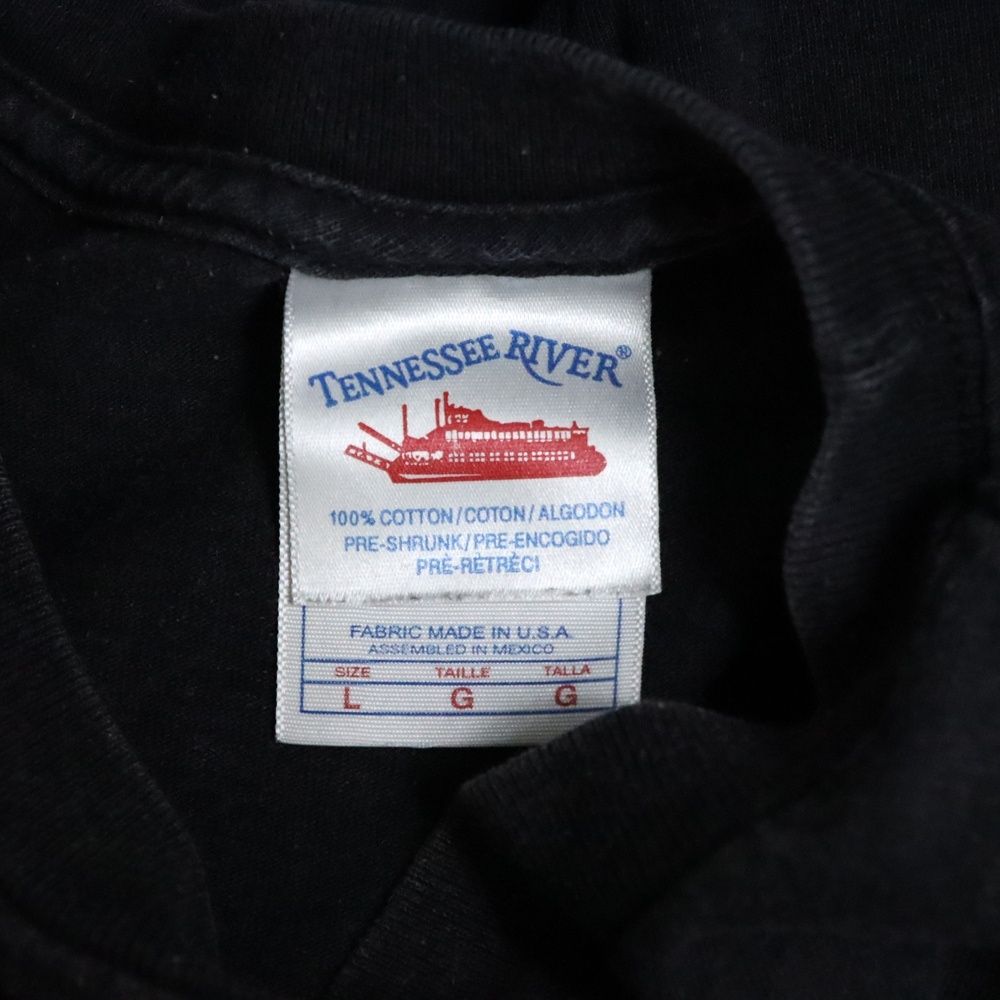 TENNESSEE RIVER®
100% COTTON/COTON/ALGODON
PRE-SHRUNK/PRE-ENCOGIDO
PRÉ-RÉTRÉCI
FABRIC MADE IN U.S.A.
ASSEMBLED IN MEXICO
SIZE TAILLE TALLA
L G G